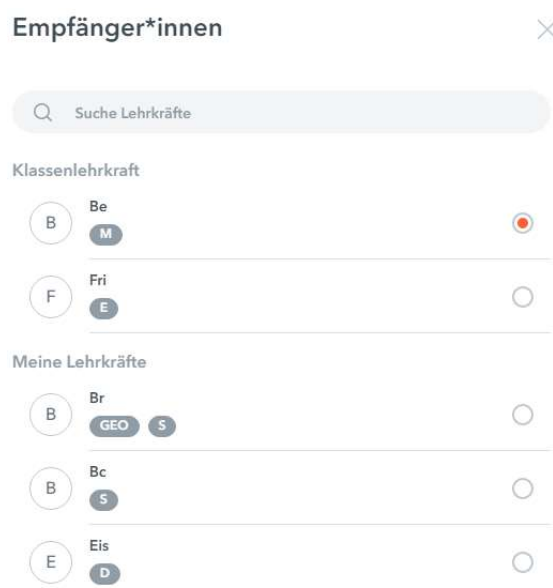 Empfänger*innen
Suche Lehrkräfte
Klassenlehrkraft
Be
B
M
Fri
F
E
Meine Lehrkräfte
Br
B
GEO S
Bc
B
S
Eis
E
D